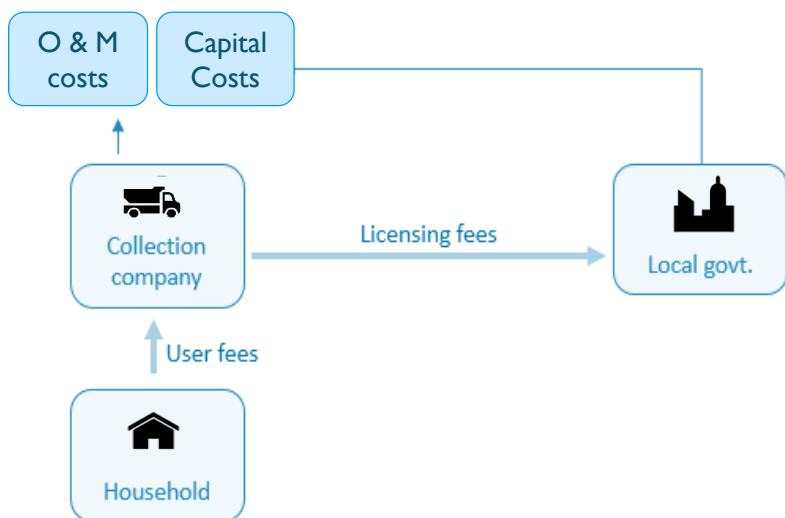 O & M
costs
Capital
Costs
Collection
company
Licensing fees
Local govt.
User fees
Household